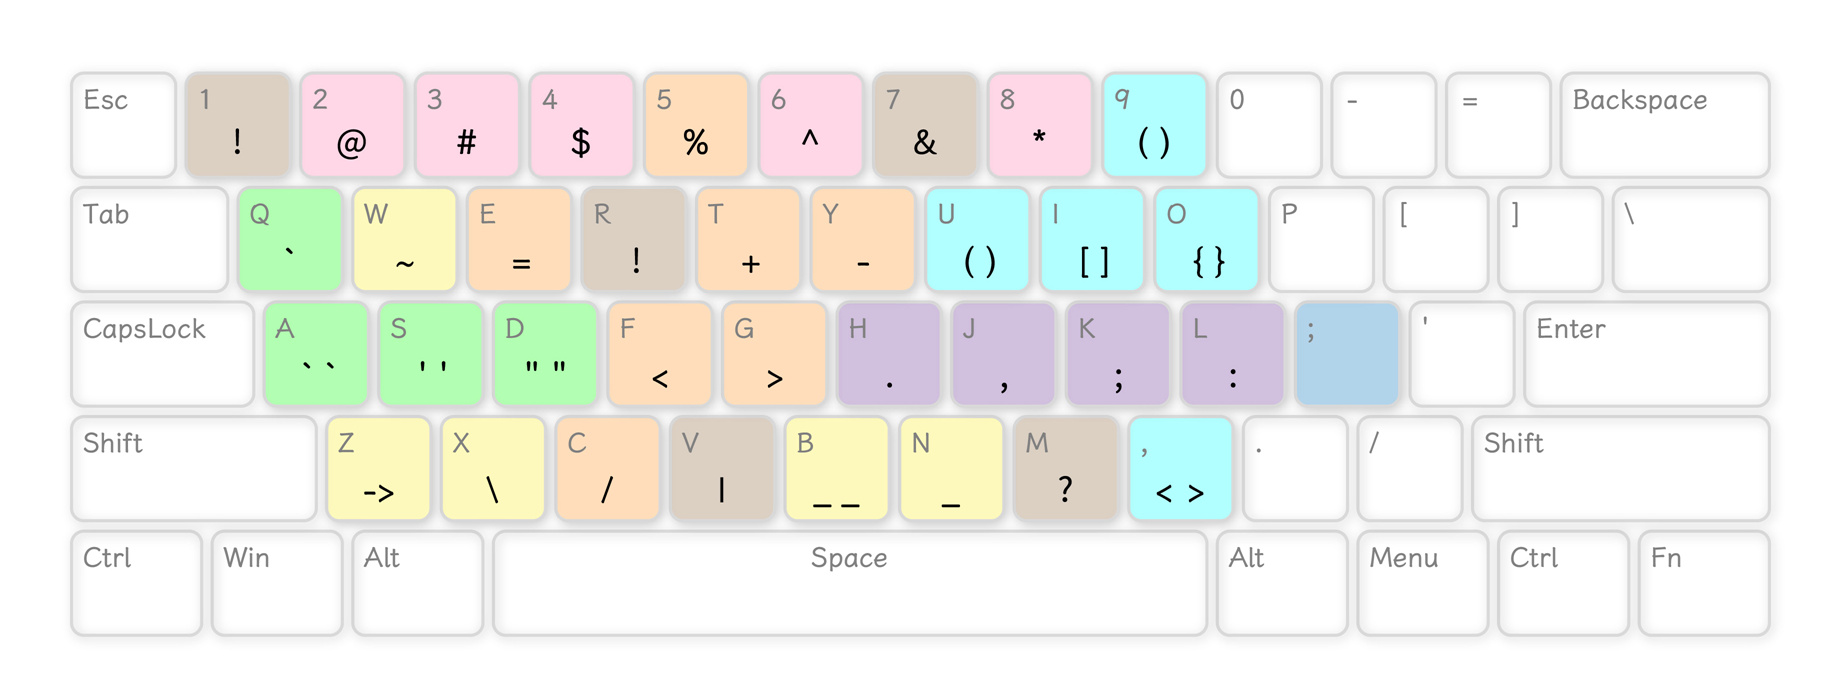 Esc 1 2 3 4 5 6 7 8 9 0 - = Backspace
! @ # $ % ^ & * ( )
Tab Q W E R T Y U I O P [ ] \
` ~ = ! + - ( ) [ ] { }
CapsLock A S D F G H J K L ; ' Enter
` ` ' ' " " < > . , ; :
Shift Z X C V B N M , . / Shift
-> \ / | _ _ _ ? < >
Ctrl Win Alt Space Alt Menu Ctrl Fn